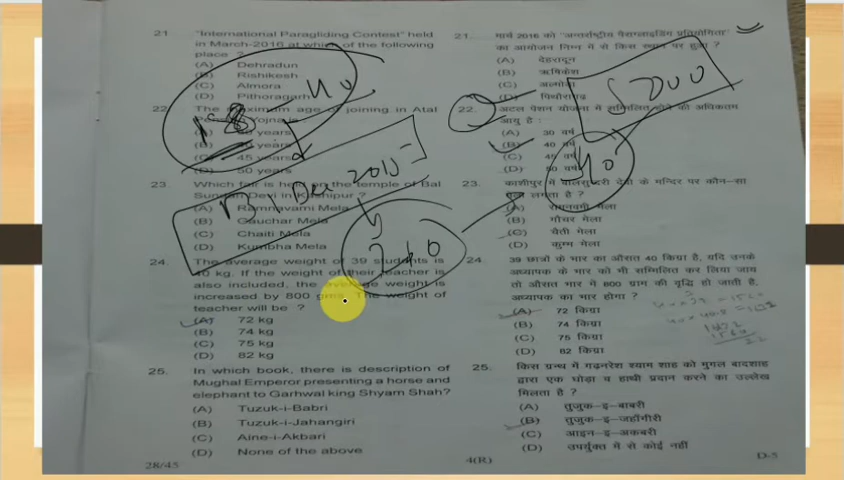 21 "International Paragliding Contest" held
in March-2016 at which of the following
place ?
(A) Dehradun
(B) Rishikesh
(C) Almora
(D) Pithoragarh
22. The maximum age of joining in Atal
Pension Yojna is
years
years
(C) 45 years
(D) 50 years
23. Which fair is held on the temple of Bal
Sundari Devi in Kashipur ?
(A) Ramnavami Mela
(B) Gauchar Mela
(C) Chaiti Mela
(D) Kumbha Mela
24. The average weight of 39 students is
40 kg. If the weight of their teacher is
also included, the average weight is
increased by 800 gms. The weight of
teacher will be ?
(A) 72 kg
(B) 74 kg
(C) 75 kg
(D) 82 kg
25. In which book, there is description of
Mughal Emperor presenting a horse and
elephant to Garhwal king Shyam Shah?
(A) Tuzuk-i-Babri
(B) Tuzuk-i-Jahangiri
(C) Aine-i-Akbari
(D) None of the above
28/45
21. मार्च 2016 को "अन्तर्राष्ट्रीय पैराग्लाइडिंग प्रतियोगिता"
का आयोजन निम्न में से किस स्थान पर हुआ ?
(A) देहरादून
(B) ऋषिकेश
(C) अल्मोड़ा
(D) पिथौरागढ़
22. अटल पेंशन योजना में सम्मिलित होने की अधिकतम
आयु है :
(A) 30 वर्ष
(B) 40 वर्ष
(C) 45 वर्ष
(D) वर्ष
23. काशीपुर में बालसुन्दरी देवी के मन्दिर पर कौन-सा
मेला लगता है ?
(A) रामनवमी मेला
(B) गौचर मेला
(C) चैती मेला
(D) कुम्भ मेला
24. 39 छात्रों के भार का औसत 40 किग्रा है, यदि उनके
अध्यापक के भार को भी सम्मिलित कर लिया जाय
तो औसत भार में 800 ग्राम की वृद्धि हो जाती है,
अध्यापक का भार होगा ?
(A) 72 किग्रा
(B) 74 किग्रा
(C) 75 किग्रा
(D) 82 किग्रा
25. किस ग्रन्थ में गढ़नरेश श्याम शाह को मुगल बादशाह
द्वारा एक घोड़ा व हाथी प्रदान करने का उल्लेख
मिलता है ?
(A) तुजुक-इ-बाबरी
(B) तुजुक-इ-जहाँगीरी
(C) आइन-इ-अकबरी
(D) उपर्युक्त में से कोई नहीं
4(R)
D-5
18 - 40
5000
40
2015